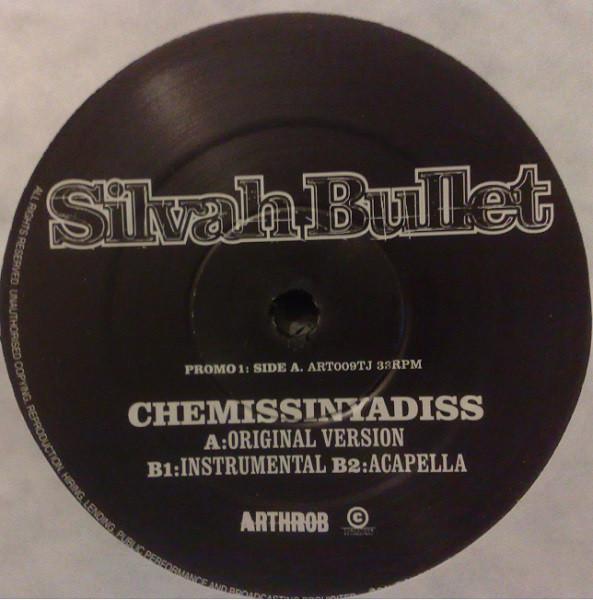 Silvah Bullet
PROMO 1: SIDE A. ART009TJ 33RPM
CHEMISSINYADISS
A:ORIGINAL VERSION
B1:INSTRUMENTAL B2:ACAPELLA
ARTHROB C
ALL RIGHTS RESERVED. UNAUTHORISED COPYING, REPRODUCTION, HIRING, LENDING, PUBLIC PERFORMANCE AND BROADCASTING PROHIBITED